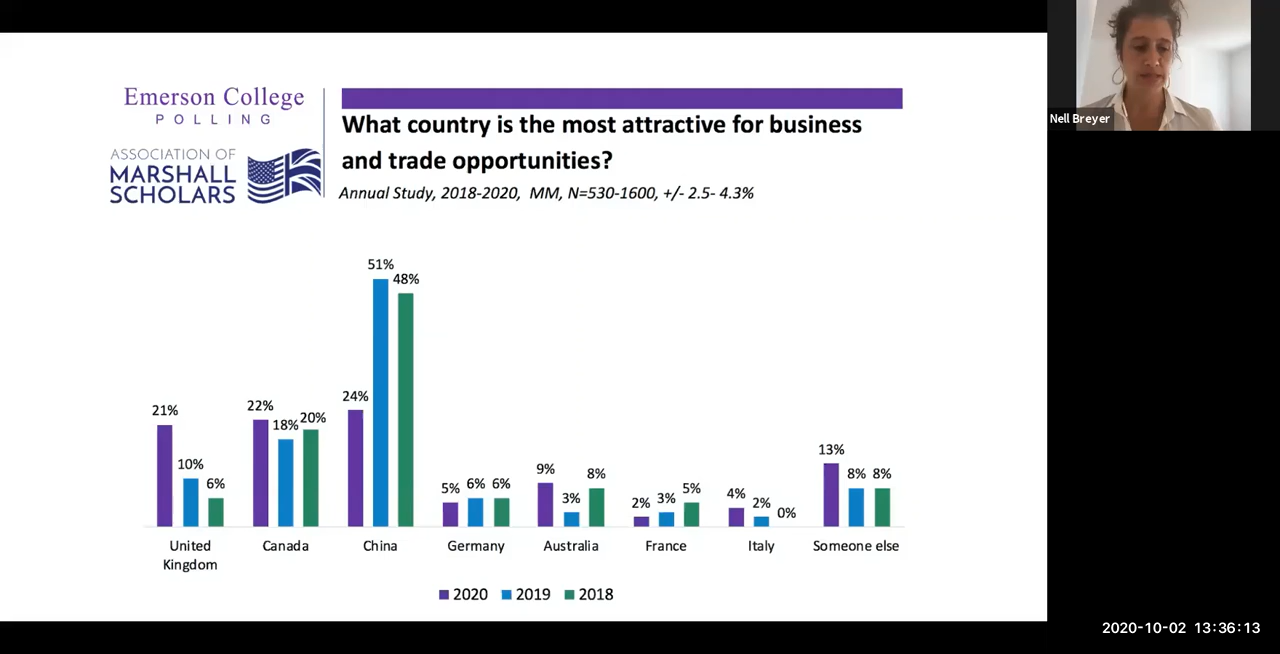 Emerson College
POLLING
ASSOCIATION OF
MARSHALL
SCHOLARS
What country is the most attractive for business
and trade opportunities?
Annual Study, 2018-2020, MM, N=530-1600, +/- 2.5- 4.3%
Nell Breyer
21%
10%
6%
22%
18%
20%
24%
51%
48%
5%
6%
6%
9%
3%
8%
2%
3%
5%
4%
2%
0%
13%
8%
8%
United
Kingdom
Canada
China
Germany
Australia
France
Italy
Someone else
2020 2019 2018
2020-10-02 13:36:13